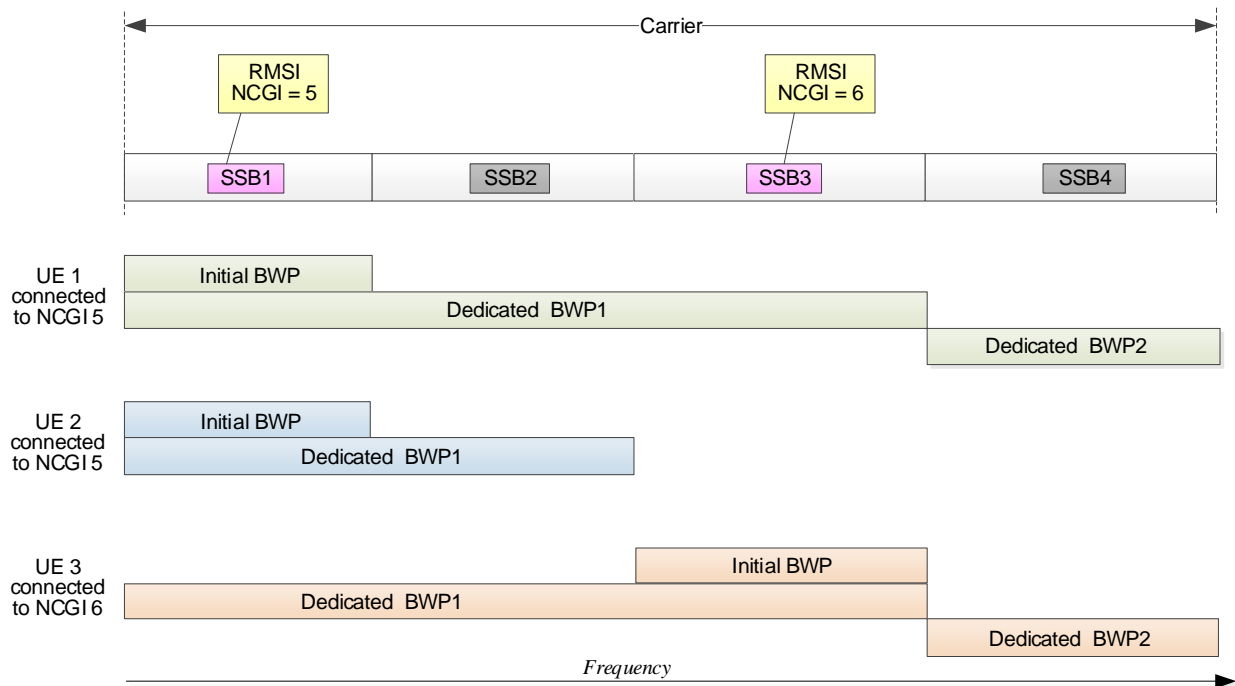 Carrier
RMSI
NCGI = 5
RMSI
NCGI = 6
SSB1
SSB2
SSB3
SSB4
UE 1
connected
to NCGI 5
Initial BWP
Dedicated BWP1
Dedicated BWP2
UE 2
connected
to NCGI 5
Initial BWP
Dedicated BWP1
UE 3
connected
to NCGI 6
Initial BWP
Dedicated BWP1
Dedicated BWP2
Frequency